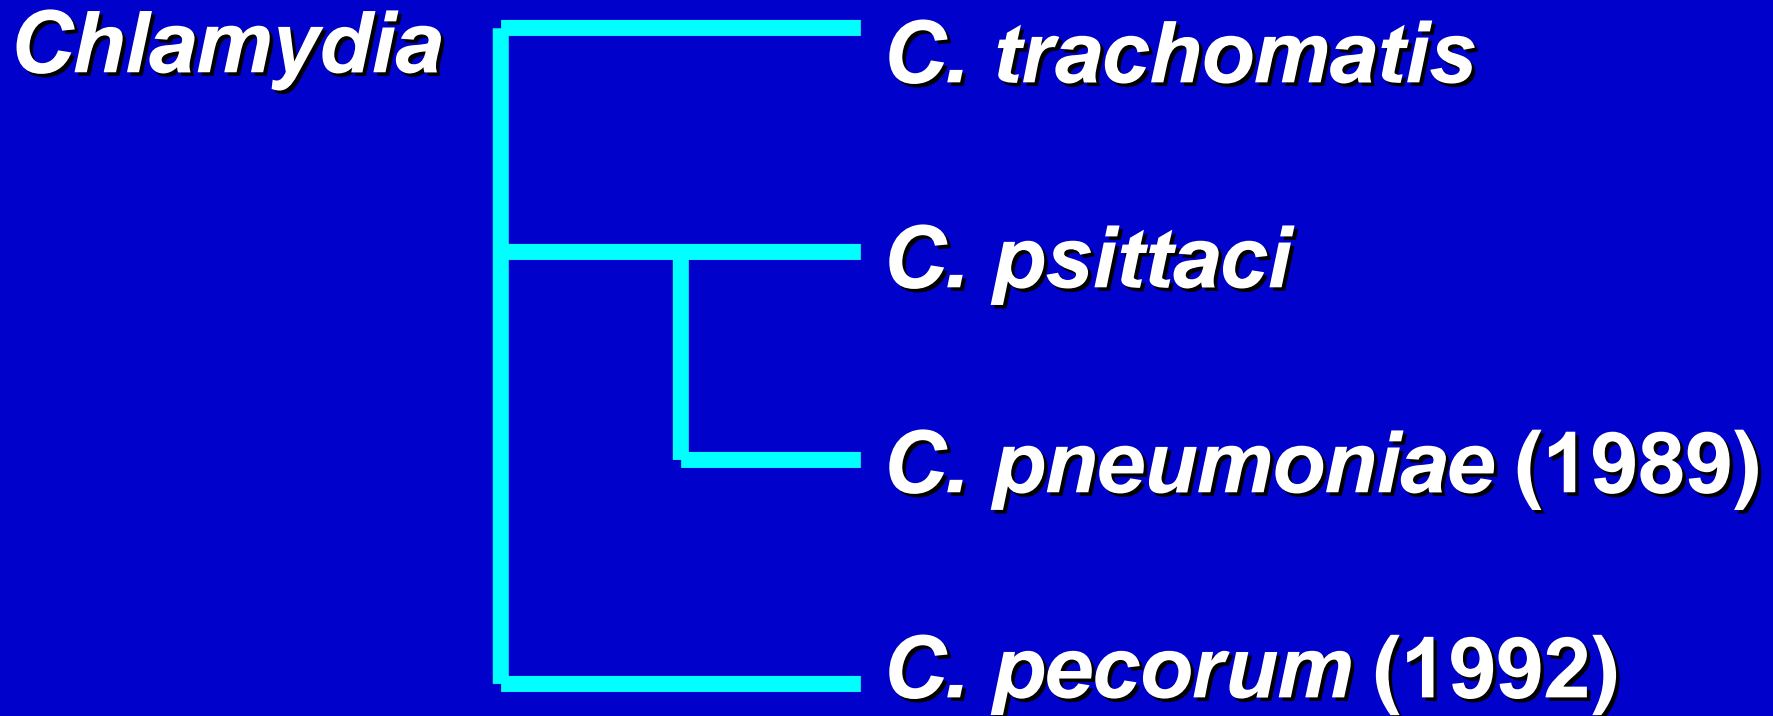 Chlamydia
C. trachomatis
C. psittaci
C. pneumoniae (1989)
C. pecorum (1992)